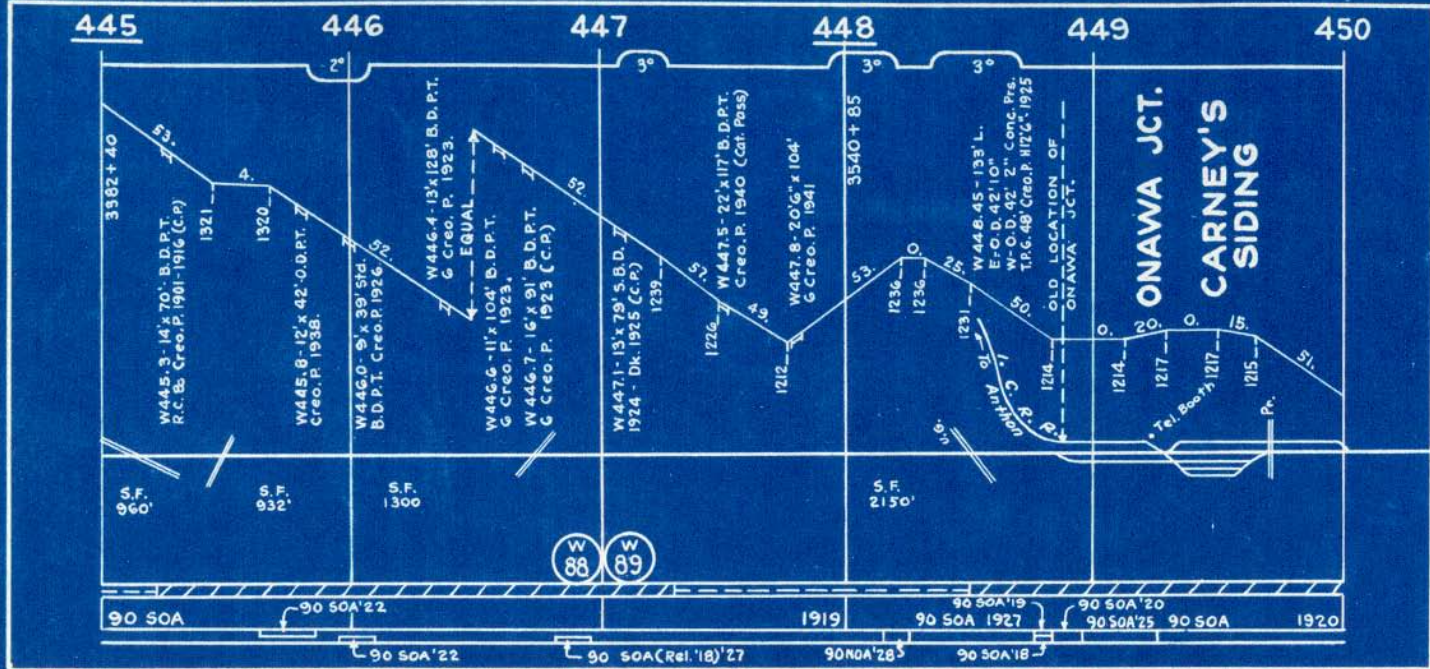 445 446 447 448 449 450
2° 3° 3° 3°
3382 + 40
53.
W445.3 - 14' x 70' B.D.P.T.
R.C.B. Creo. P. 1901-1916 (C.P.)
1321
4.
1320
W445.8 - 12' x 42' O.D.P.T.
Creo. P. 1938.
W446.0 - 9' x 39' Std.
B.D.P.T. Creo. P. 1926
52.
W446.4 - 13' x 128' B.D.P.T.
G Creo. P. 1923.
EQUAL
W446.6 - 11' x 104' B.D.P.T.
G Creo. P. 1923.
W446.7 - 16' x 91' B.D.P.T.
G Creo. P. 1923 (C.P.)
52.
W447.1 - 13' x 79' S.B.D.
1924 - Dk. 1925 (C.P.)
1239
52.
1226
W447.5 - 22' x 117' B.D.P.T.
Creo. P. 1940 (Cat. Pass)
49.
1212
W447.8 - 20'6" x 104'
G Creo. P. 1941
3540 + 85
53.
1236
0.
1236
25.
1231
W448.45 - 133' L.
E - O.D. 42' 10"
W - O.D. 42' 2" Conc. Prs.
T.P.G. 48' Creo. P. H12'6" 1925
50.
OLD LOCATION OF
ONAWA JCT.
1214
0.
1214
20.
1217
0.
1217
15.
1215
51.
ONAWA JCT.
CARNEY'S
SIDING
I. C. R. R.
To Anthon
Tel. Booth
Pr.
S.F.
960'
S.F.
932'
S.F.
1300
S.F.
2150'
W
88
W
89
90 SOA'22
90 SOA'19
90 SOA'20
90 SOA 1919 90 SOA 1927 90 SOA'25 90 SOA 1920
90 SOA'22
90 SOA (Rel. '18)'27
90 NOA'28
90 SOA'18